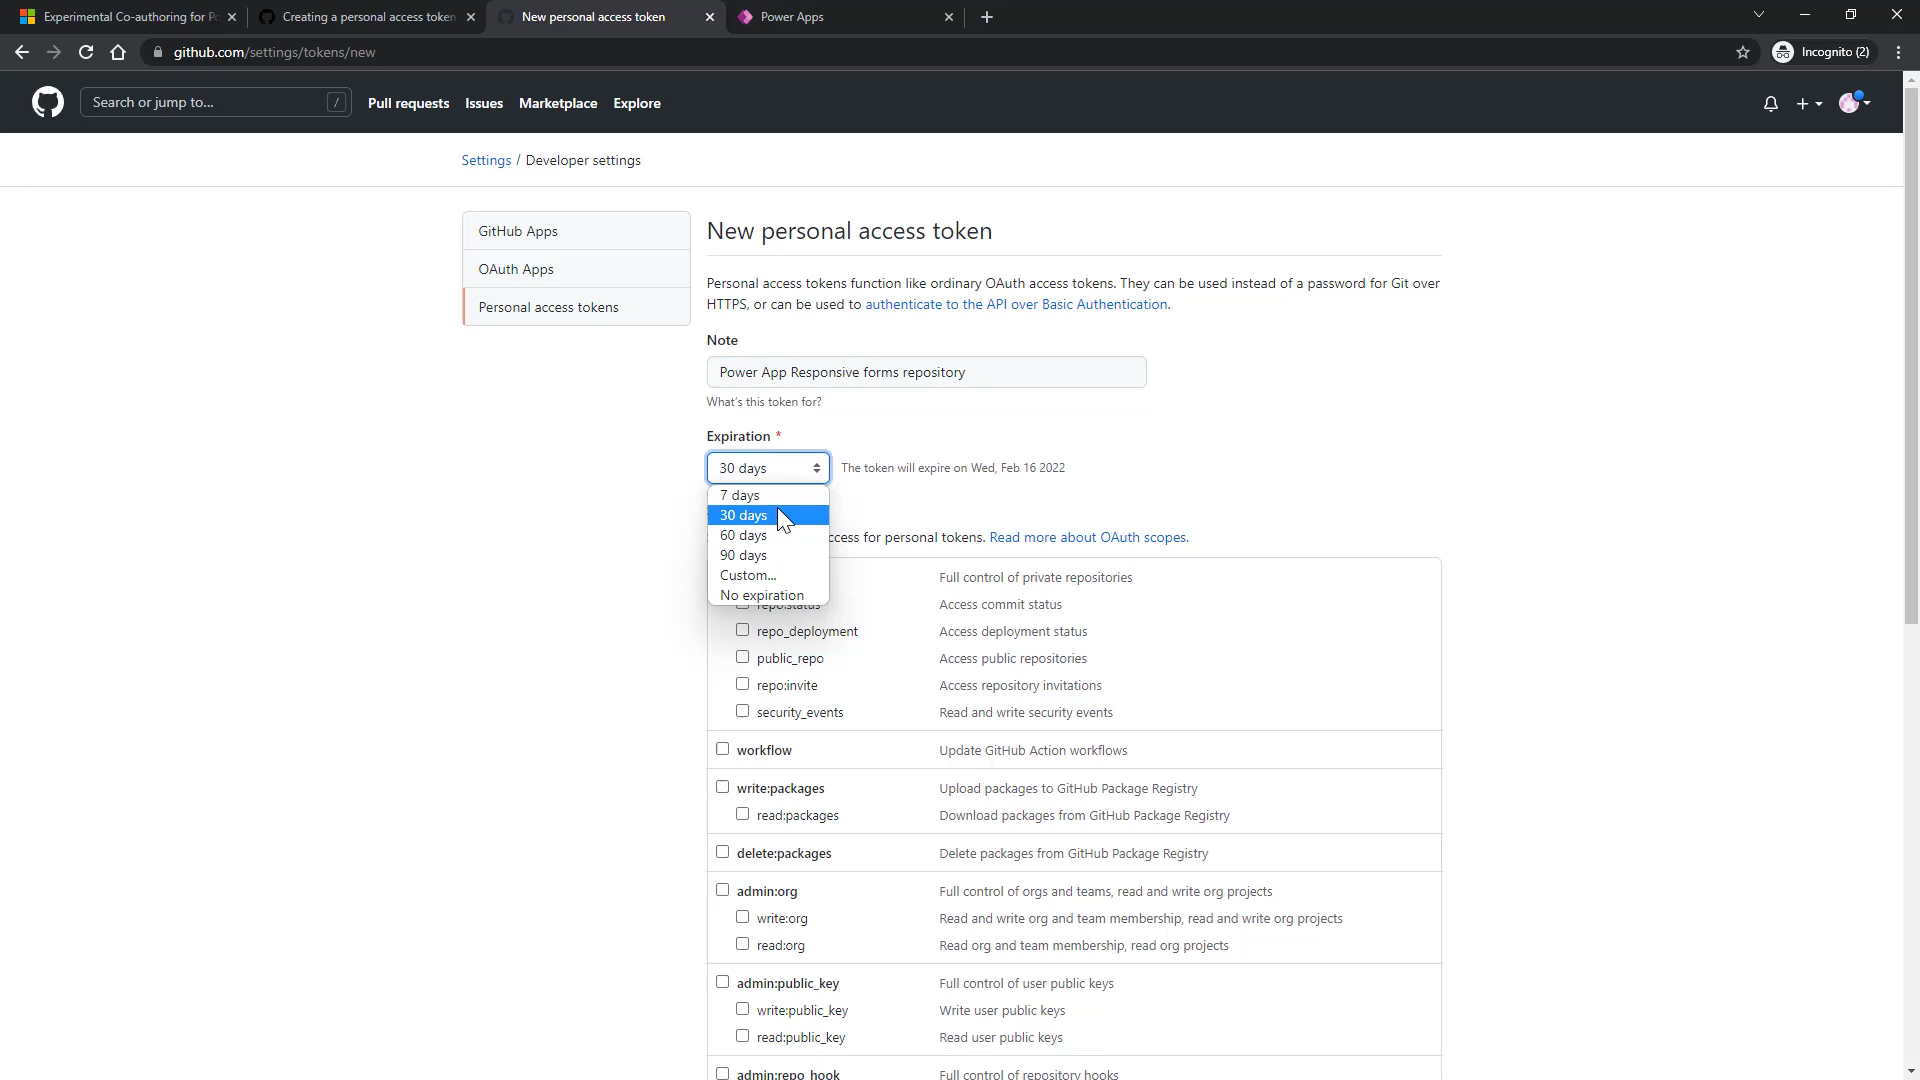 Experimental Co-authoring for P
Creating a personal access token
New personal access token
Power Apps
github.com/settings/tokens/new
Incognito (2)
Search or jump to...
/
Pull requests
Issues
Marketplace
Explore
Settings / Developer settings
GitHub Apps
OAuth Apps
Personal access tokens
New personal access token
Personal access tokens function like ordinary OAuth access tokens. They can be used instead of a password for Git over
HTTPS, or can be used to authenticate to the API over Basic Authentication.
Note
Power App Responsive forms repository
What's this token for?
Expiration *
30 days
The token will expire on Wed, Feb 16 2022
7 days
30 days
60 days
90 days
Custom...
No expiration
ccess for personal tokens. Read more about OAuth scopes.
Full control of private repositories
repo:status Access commit status
repo_deployment Access deployment status
public_repo Access public repositories
repo:invite Access repository invitations
security_events Read and write security events
workflow Update GitHub Action workflows
write:packages Upload packages to GitHub Package Registry
read:packages Download packages from GitHub Package Registry
delete:packages Delete packages from GitHub Package Registry
admin:org Full control of orgs and teams, read and write org projects
write:org Read and write org and team membership, read and write org projects
read:org Read org and team membership, read org projects
admin:public_key Full control of user public keys
write:public_key Write user public keys
read:public_key Read user public keys
admin:repo_hook Full control of repository hooks